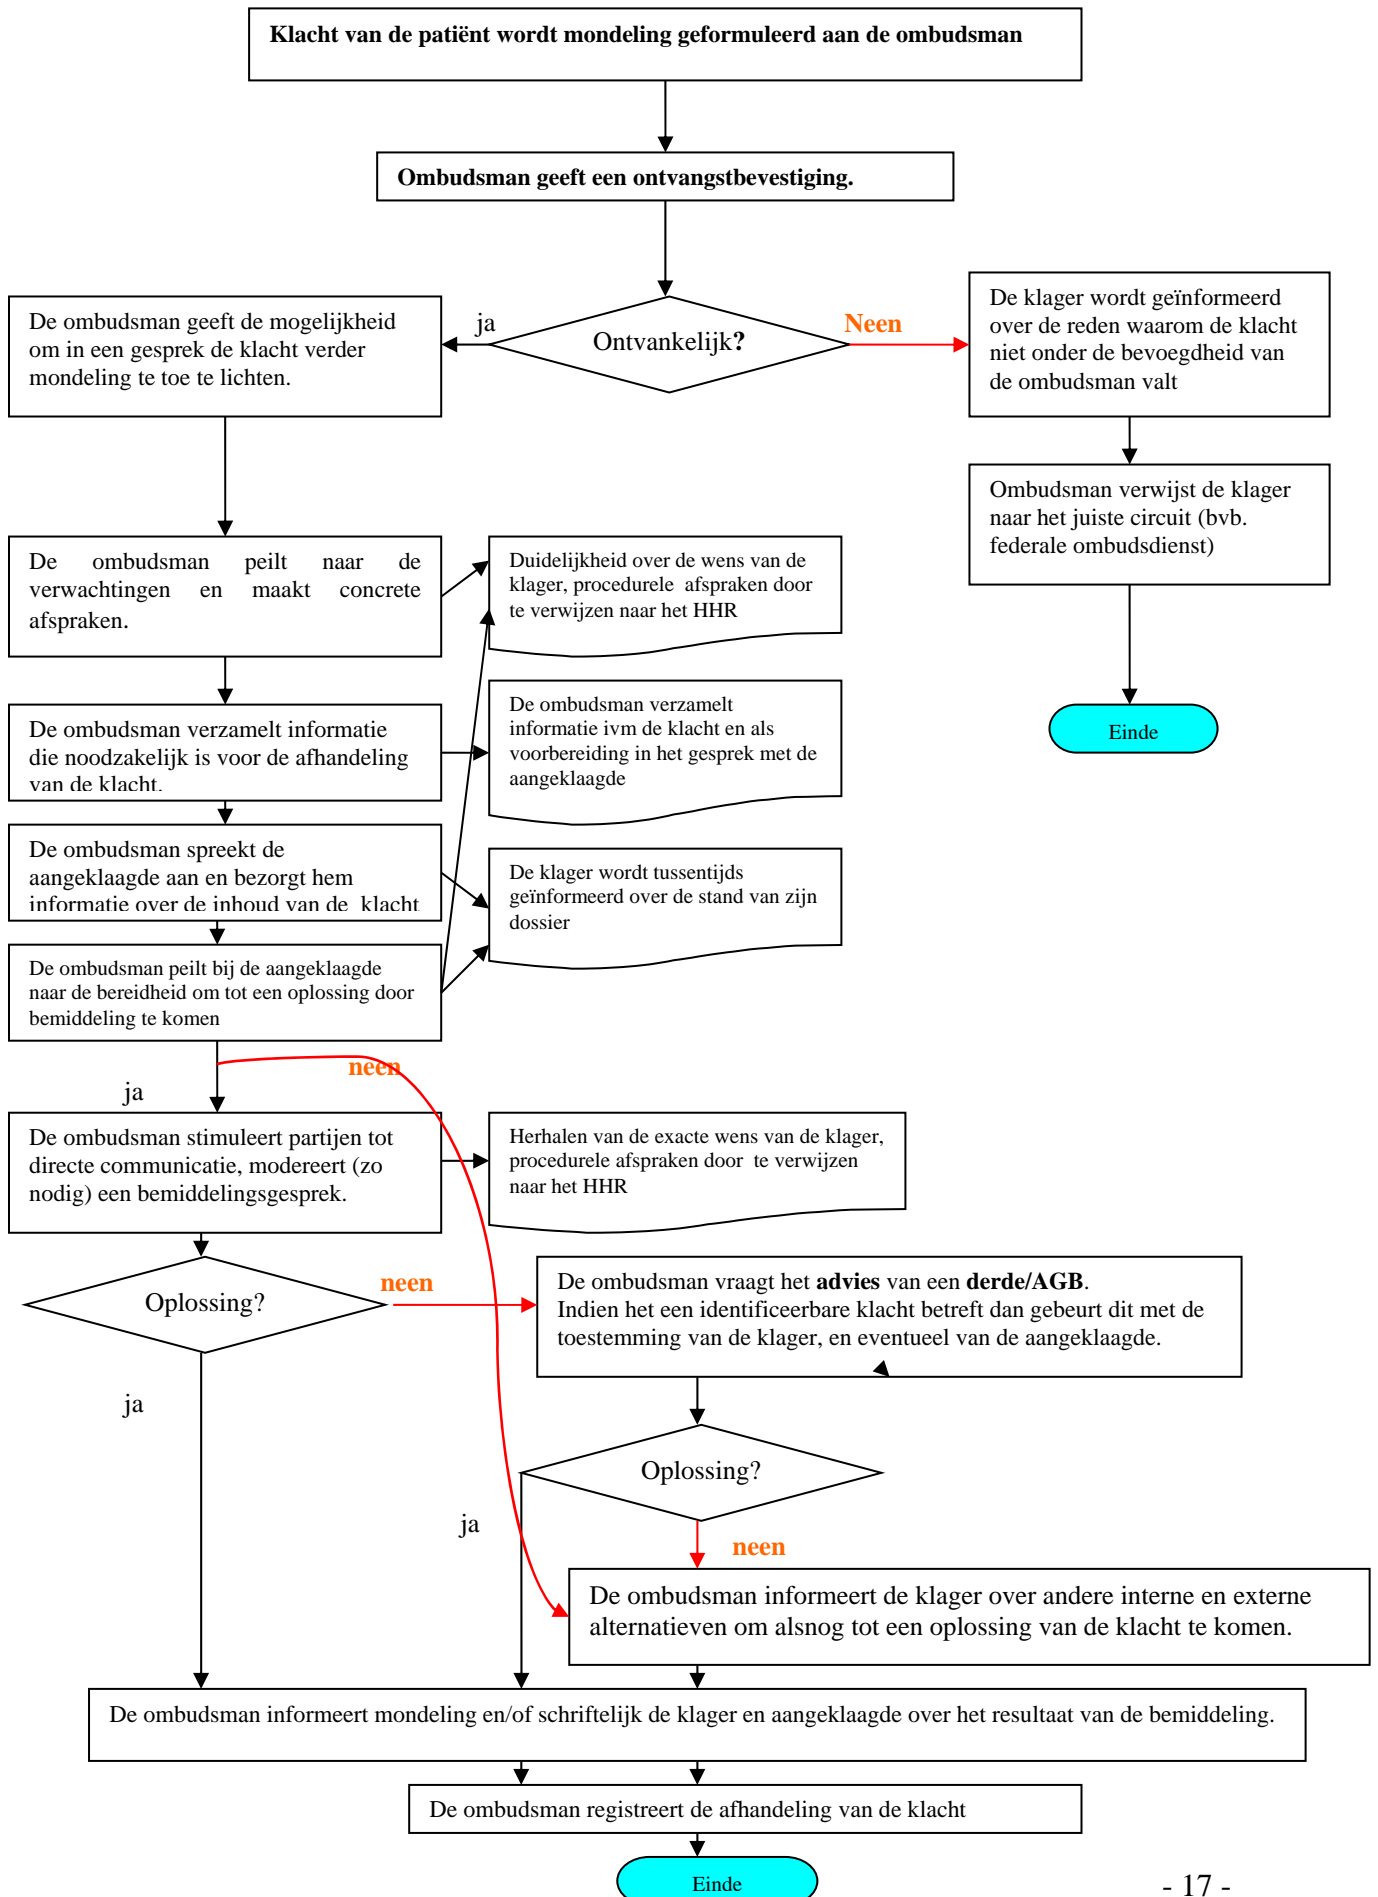 Klacht van de patiënt wordt mondeling geformuleerd aan de ombudsman
Ombudsman geeft een ontvangstbevestiging.
De ombudsman geeft de mogelijkheid
om in een gesprek de klacht verder
mondeling te toe te lichten.
ja
Ontvankelijk?
Neen
De klager wordt geïnformeerd
over de reden waarom de klacht
niet onder de bevoegdheid van
de ombudsman valt
Ombudsman verwijst de klager
naar het juiste circuit (bvb.
federale ombudsdienst)
Einde
De ombudsman peilt naar de
verwachtingen en maakt concrete
afspraken.
Duidelijkheid over de wens van de
klager, procedurele afspraken door
te verwijzen naar het HHR
De ombudsman verzamelt informatie
die noodzakelijk is voor de afhandeling
van de klacht.
De ombudsman verzamelt
informatie ivm de klacht en als
voorbereiding in het gesprek met de
aangeklaagde
De ombudsman spreekt de
aangeklaagde aan en bezorgt hem
informatie over de inhoud van de klacht
De klager wordt tussentijds
geïnformeerd over de stand van zijn
dossier
De ombudsman peilt bij de aangeklaagde
naar de bereidheid om tot een oplossing door
bemiddeling te komen
neen
ja
De ombudsman stimuleert partijen tot
directe communicatie, modereert (zo
nodig) een bemiddelingsgesprek.
Herhalen van de exacte wens van de klager,
procedurele afspraken door te verwijzen
naar het HHR
Oplossing?
neen
De ombudsman vraagt het advies van een derde/AGB.
Indien het een identificeerbare klacht betreft dan gebeurt dit met de
toestemming van de klager, en eventueel van de aangeklaagde.
ja
Oplossing?
ja
neen
De ombudsman informeert de klager over andere interne en externe
alternatieven om alsnog tot een oplossing van de klacht te komen.
De ombudsman informeert mondeling en/of schriftelijk de klager en aangeklaagde over het resultaat van de bemiddeling.
De ombudsman registreert de afhandeling van de klacht
Einde
- 17 -